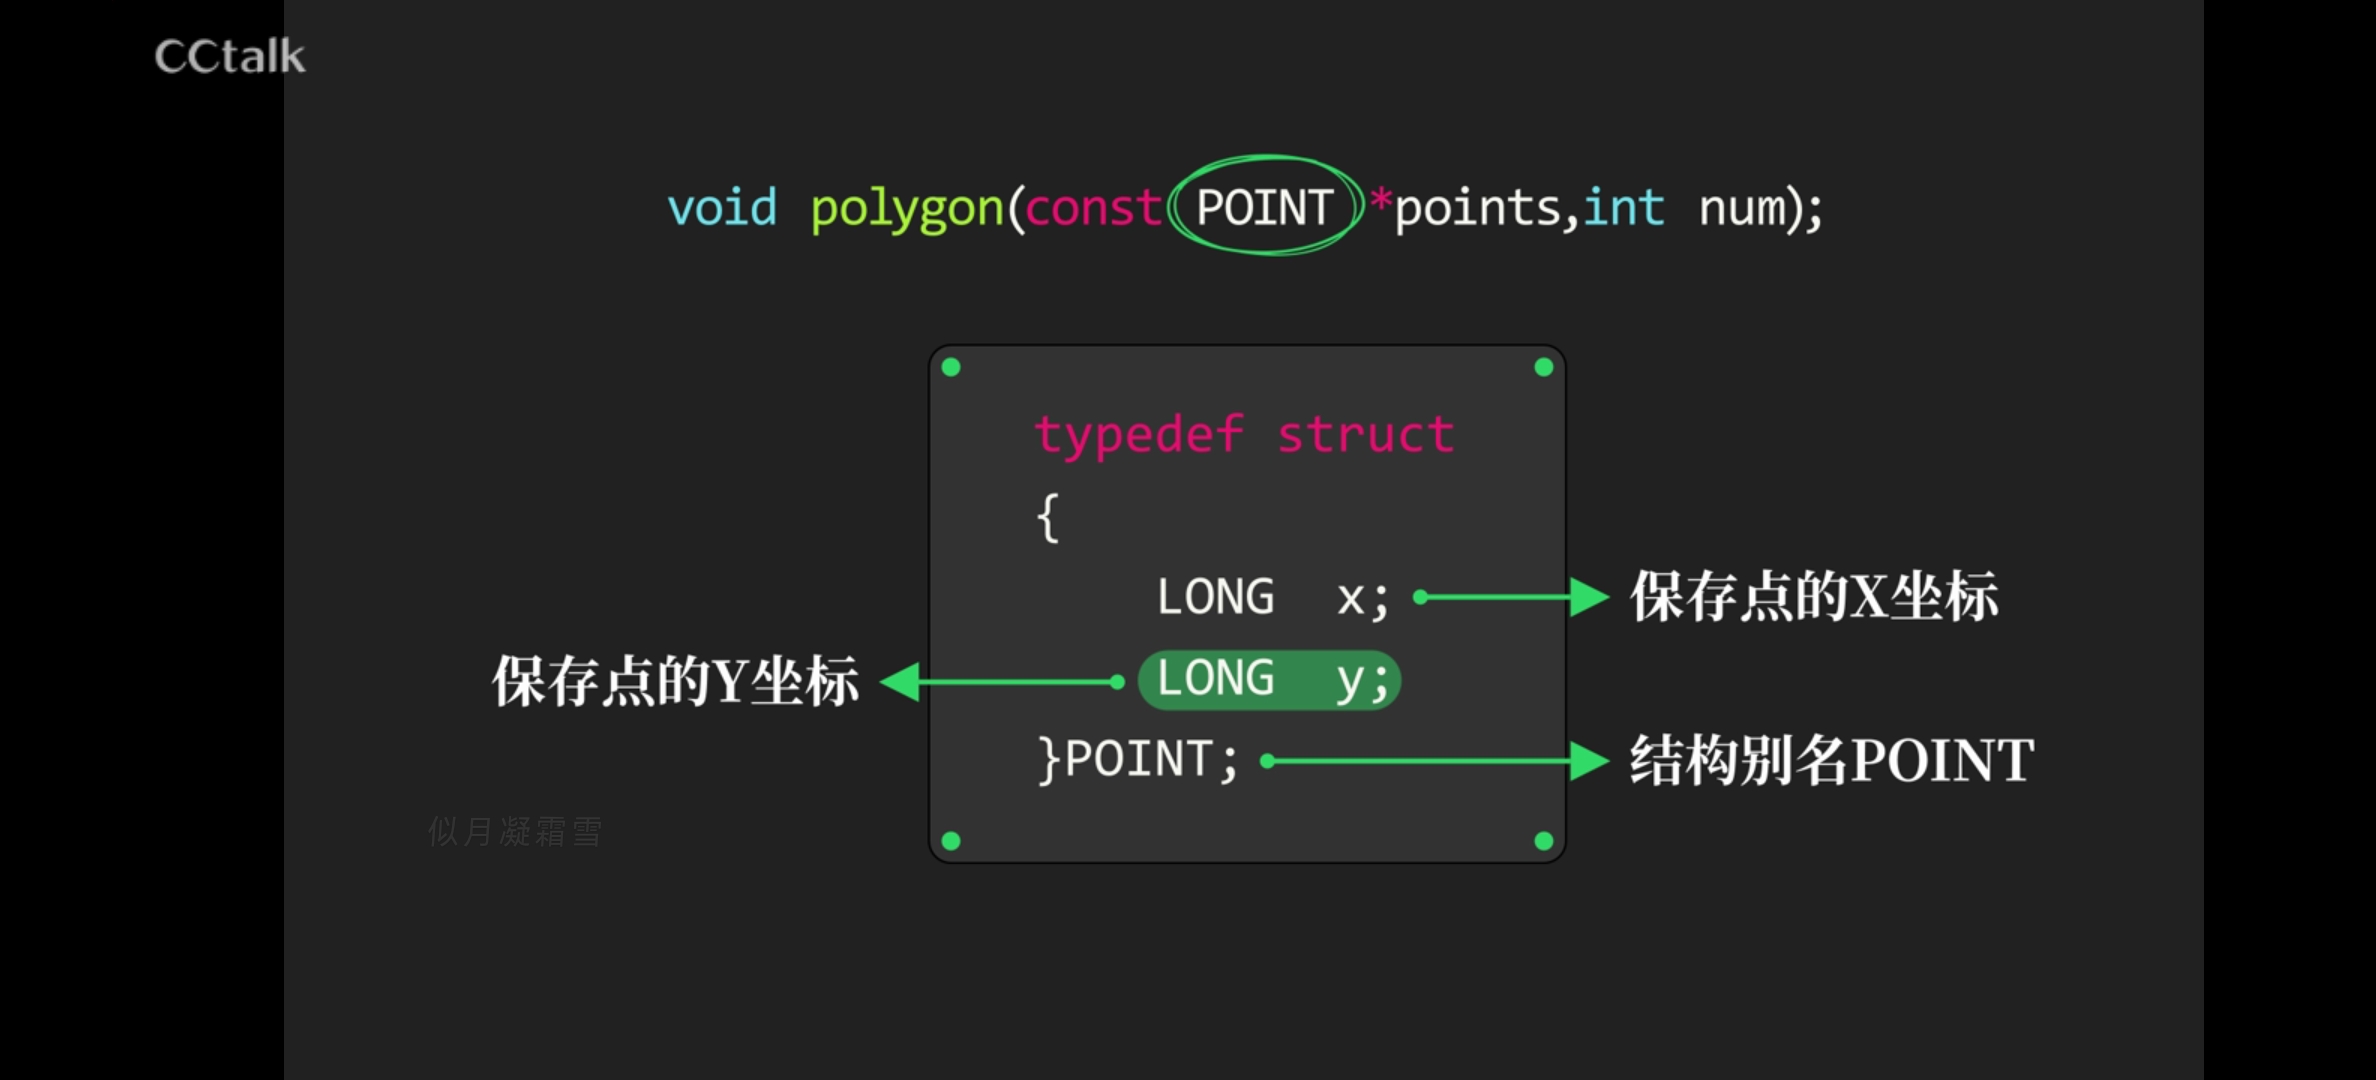 CCtalk
void polygon(const POINT *points,int num);
typedef struct
{
LONG x;
保存点的X坐标
保存点的Y坐标
LONG y;
}POINT;
结构别名POINT
似月凝霜雪